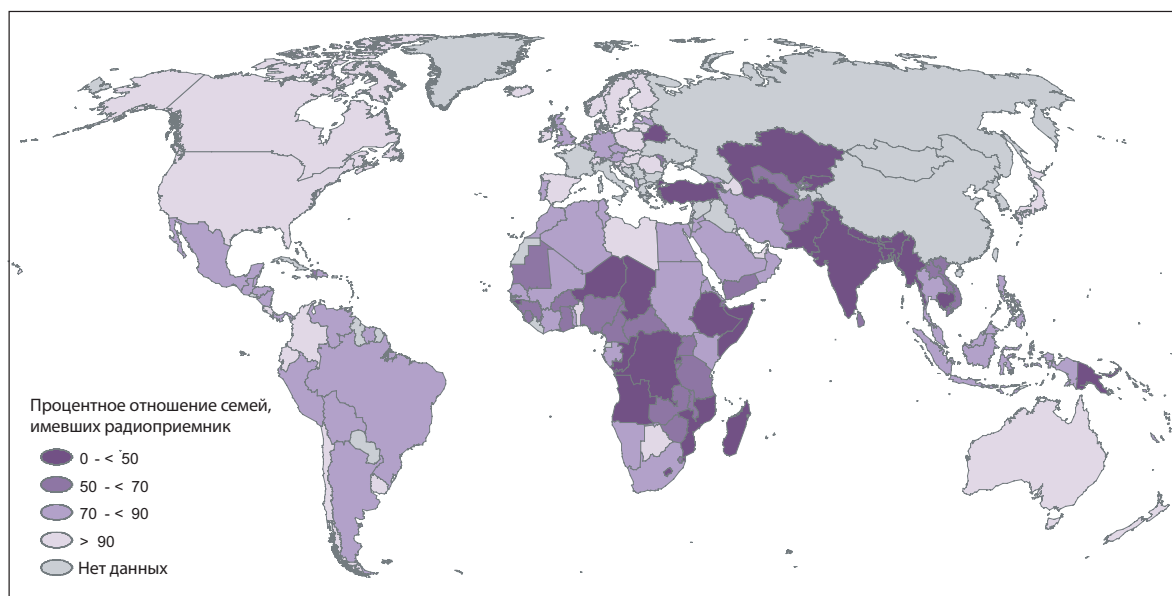 Процентное отношение семей,
имевших радиоприемник
0 - < 50
50 - < 70
70 - < 90
> 90
Нет данных